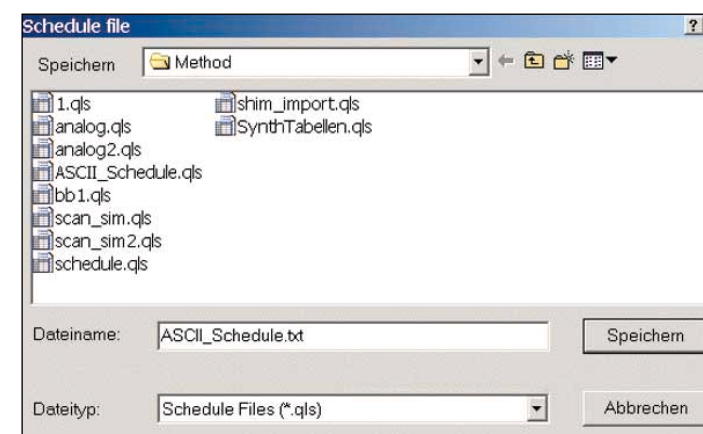 Schedule file
?
Speichern
Method
1.qls
analog.qls
analog2.qls
ASCII_Schedule.qls
bb1.qls
scan_sim.qls
scan_sim2.qls
schedule.qls
shim_import.qls
SynthTabellen.qls
Dateiname:
ASCII_Schedule.txt
Speichern
Dateityp:
Schedule Files (*.qls)
Abbrechen